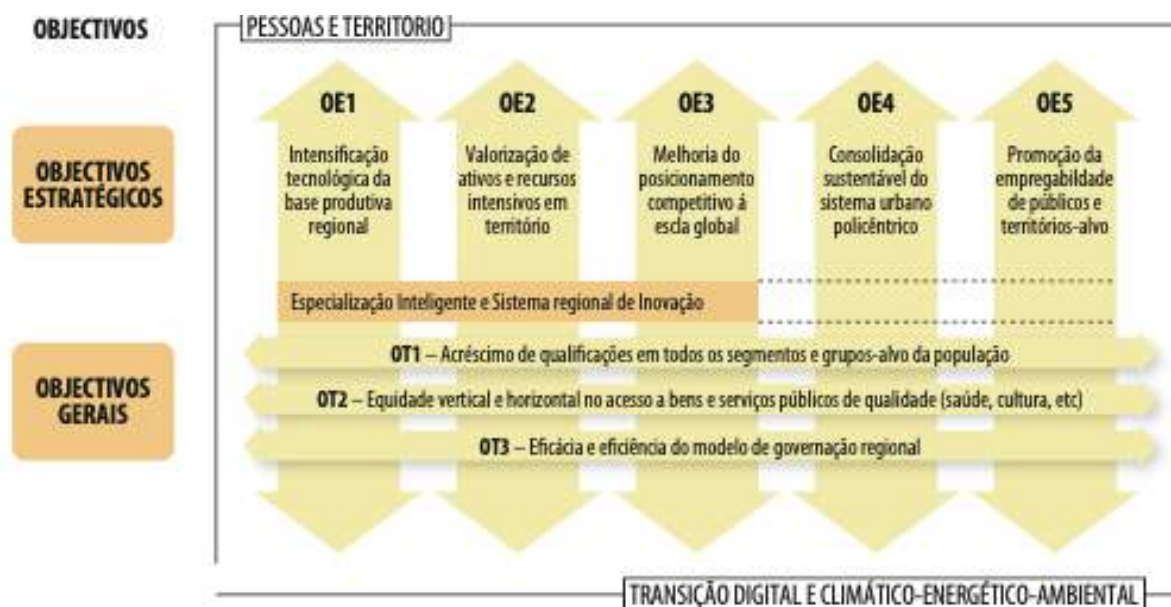 OBJECTIVOS
PESSOAS E TERRITÓRIO
OBJECTIVOS
ESTRATÉGICOS
OE1
Intensificação
tecnológica da
base produtiva
regional
OE2
Valorização de
ativos e recursos
intensivos em
território
OE3
Melhoria do
posicionamento
competitivo á
escla global
OE4
Consolidação
sustentável do
sistema urbano
policêntrico
OE5
Promoção da
empregabildade
de públicos e
territórios-alvo
Especialização Inteligente e Sistema regional de Inovação
OBJECTIVOS
GERAIS
OT1 – Acréscimo de qualificações em todos os segmentos e grupos-alvo da população
OT2 – Equidade vertical e horizontal no acesso a bens e serviços públicos de qualidade (saúde, cultura, etc)
OT3 – Eficácia e eficiência do modelo de governação regional
TRANSIÇÃO DIGITAL E CLIMÁTICO-ENERGÉTICO-AMBIENTAL